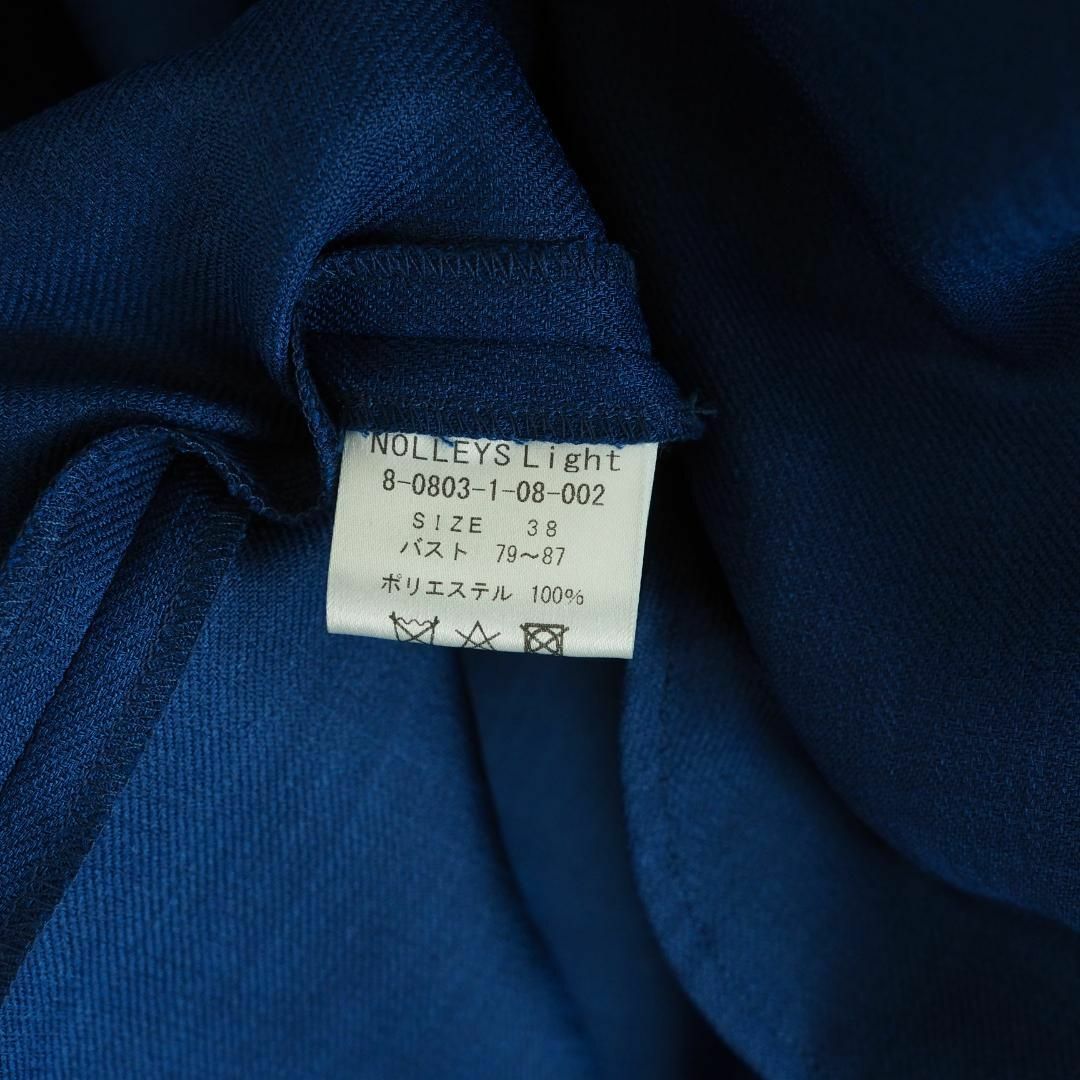 NOLLEYS Light
8-0803-1-08-002
SIZE 38
バスト 79〜87
ポリエステル 100%